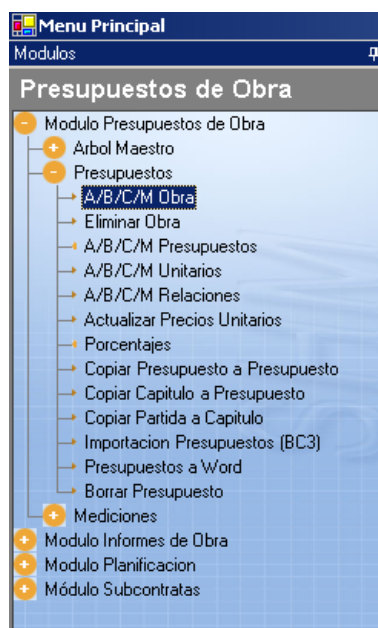 Menu Principal
Modulos
Presupuestos de Obra
Modulo Presupuestos de Obra
Arbol Maestro
Presupuestos
A/B/C/M Obra
Eliminar Obra
A/B/C/M Presupuestos
A/B/C/M Unitarios
A/B/C/M Relaciones
Actualizar Precios Unitarios
Porcentajes
Copiar Presupuesto a Presupuesto
Copiar Capitulo a Presupuesto
Copiar Partida a Capitulo
Importacion Presupuestos (BC3)
Presupuestos a Word
Borrar Presupuesto
Mediciones
Modulo Informes de Obra
Modulo Planificacion
Módulo Subcontratas